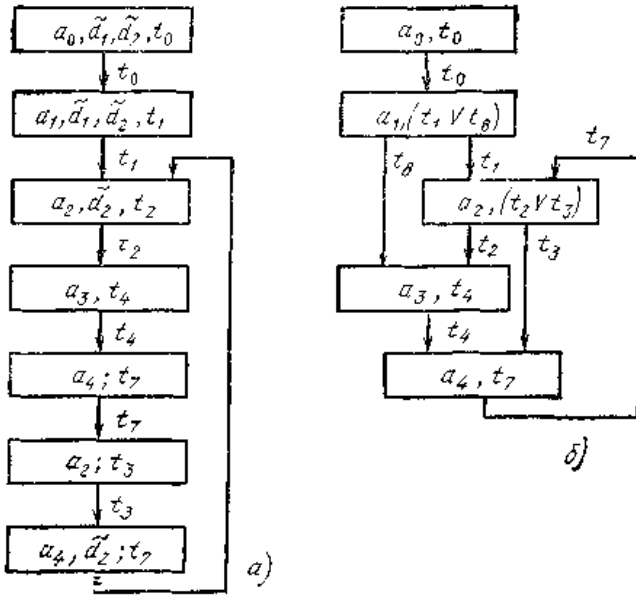 a₀, d̃₁, d̃₂, t₀
t₀
a₁, d̃₁, d̃₂, t₁
t₁
a₂, d̃₂, t₂
τ₂
a₃, t₄
t₄
a₄; t₇
t₇
a₂; t₃
t₃
a₄, d̃₂; t₇
а)
a₀, t₀
t₀
a₁, (t₁ ∨ t₈)
t₈
t₁
t₇
a₂, (t₂ ∨ t₃)
t₂
t₃
a₃, t₄
t₄
a₄, t₇
б)